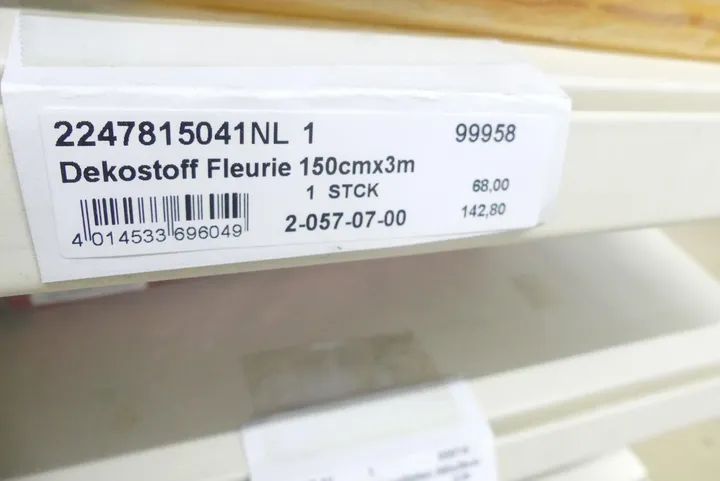 2247815041NL 1 99958
Dekostoff Fleurie 150cmx3m
1 STCK 68,00
4 014533 696049 2-057-07-00 142,80